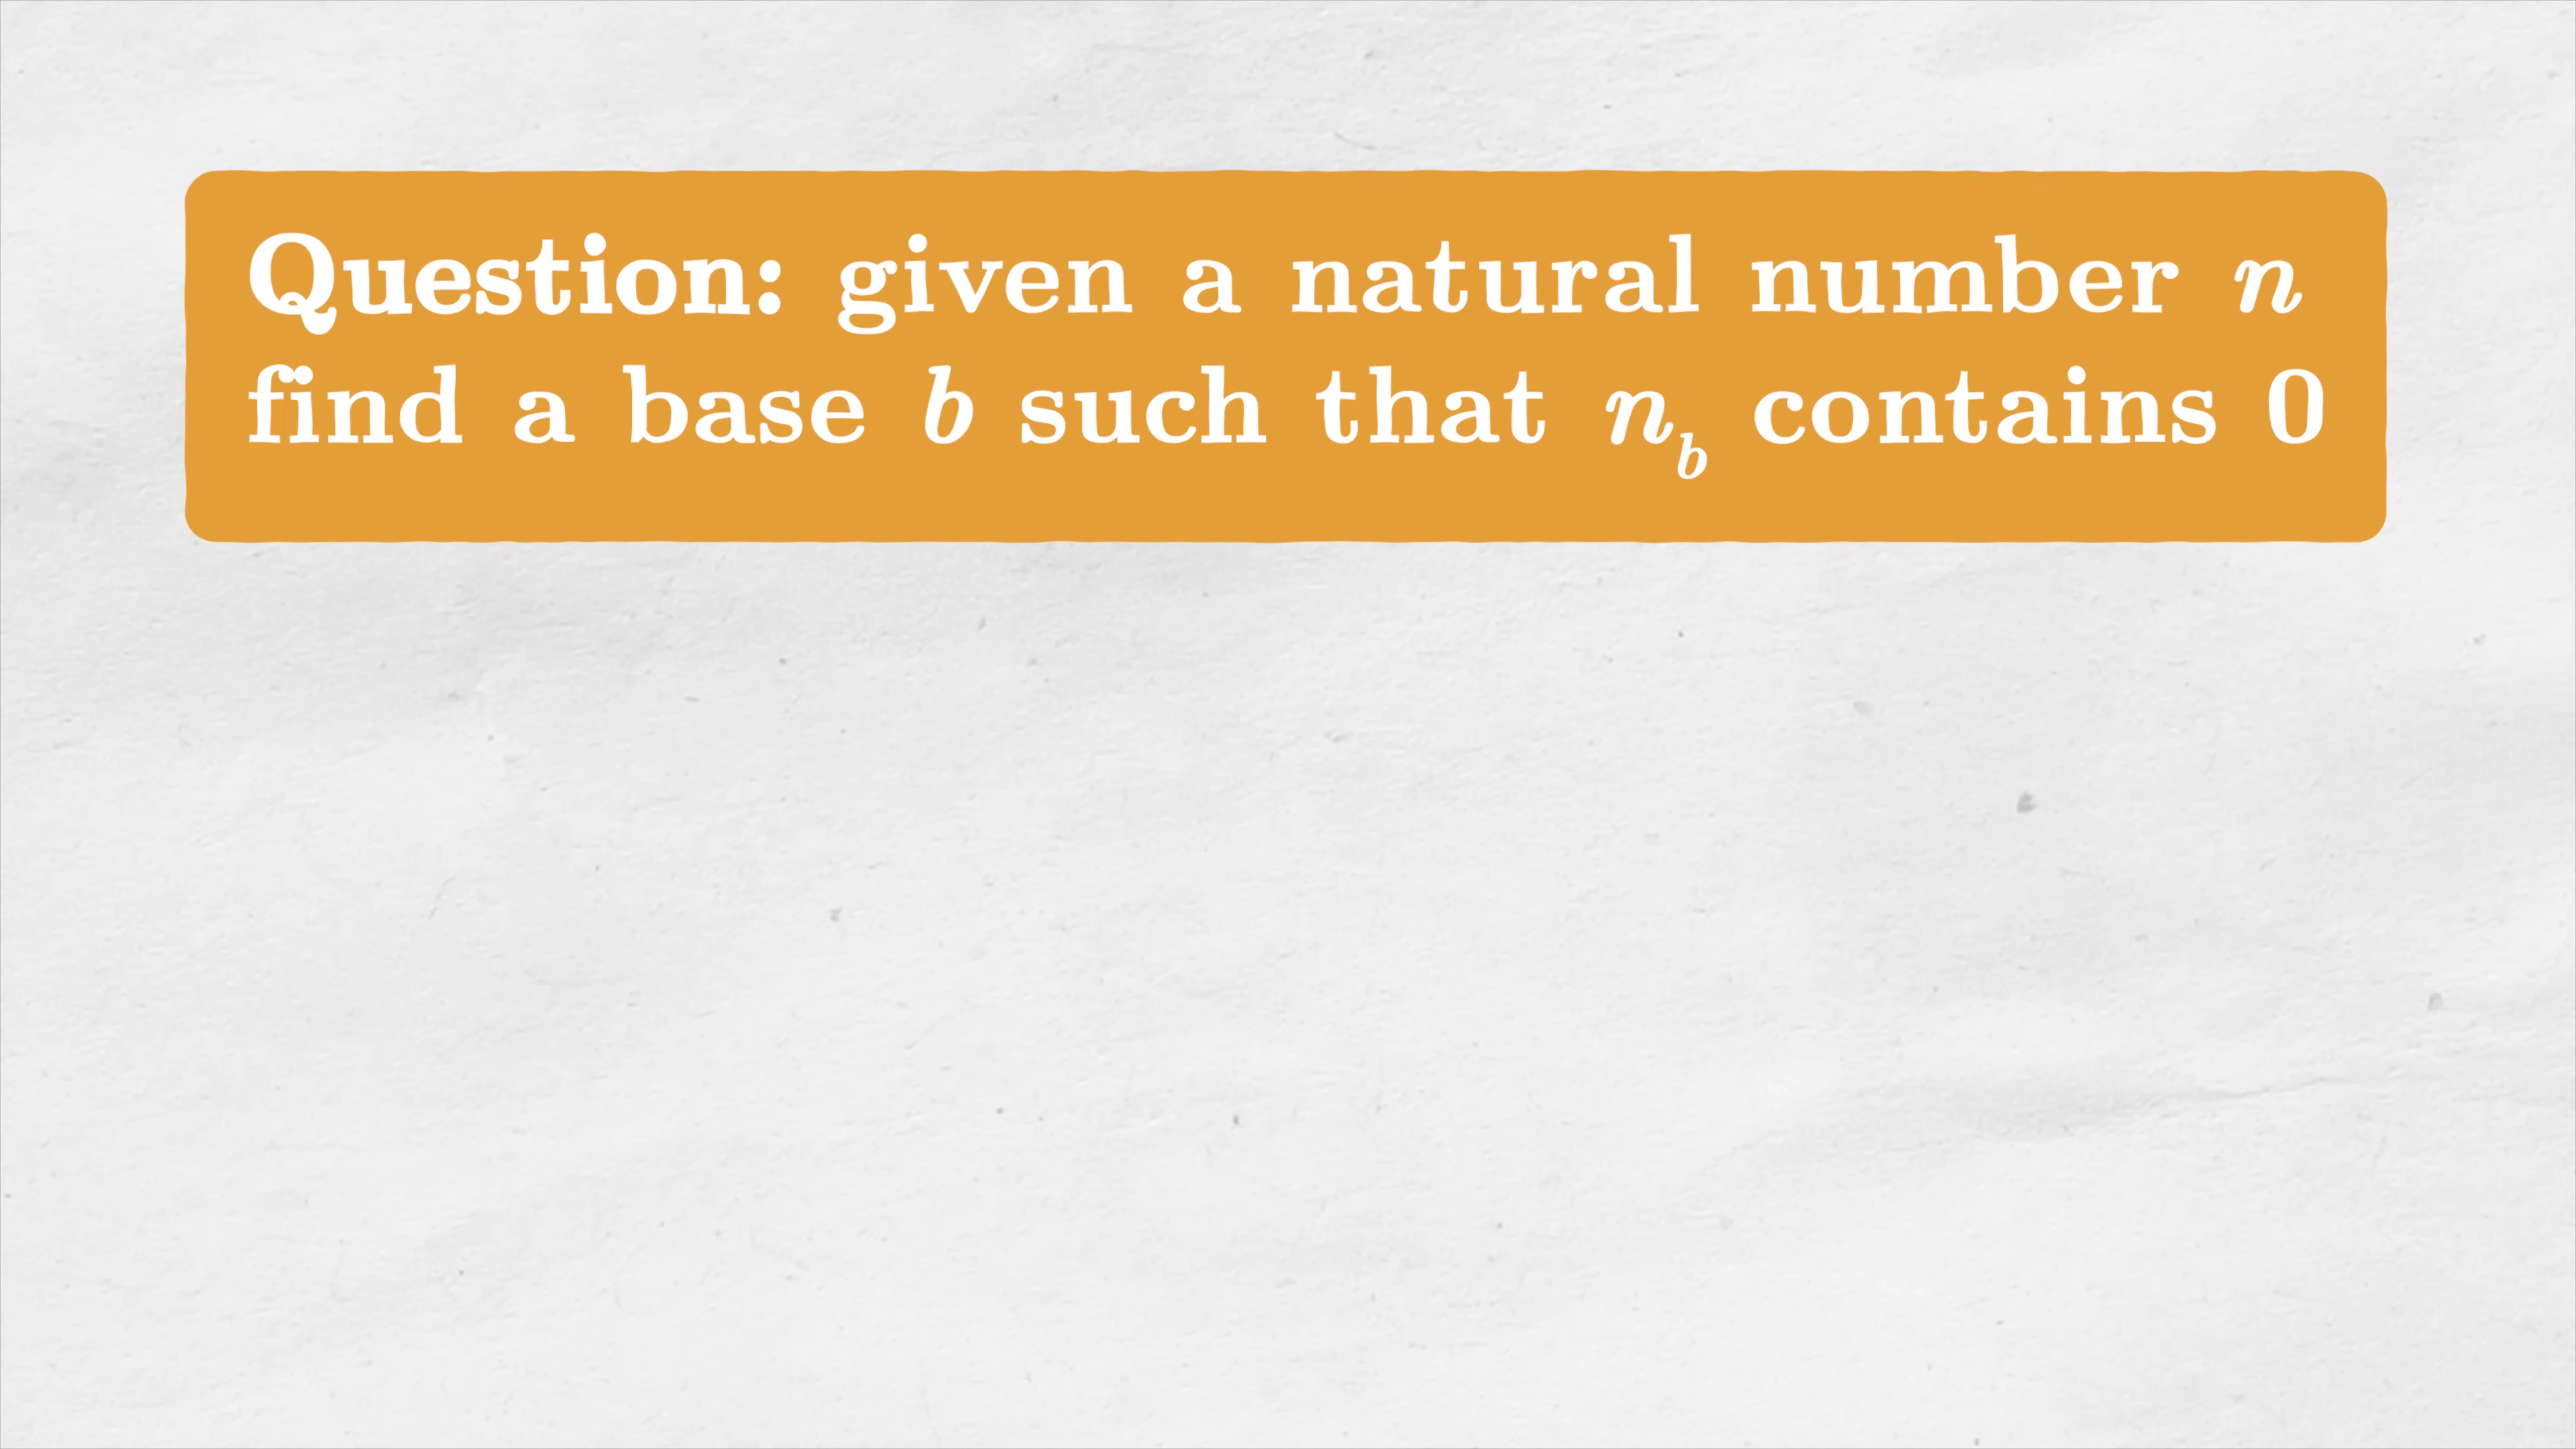 Question: given a natural number n
find a base b such that n_b contains 0